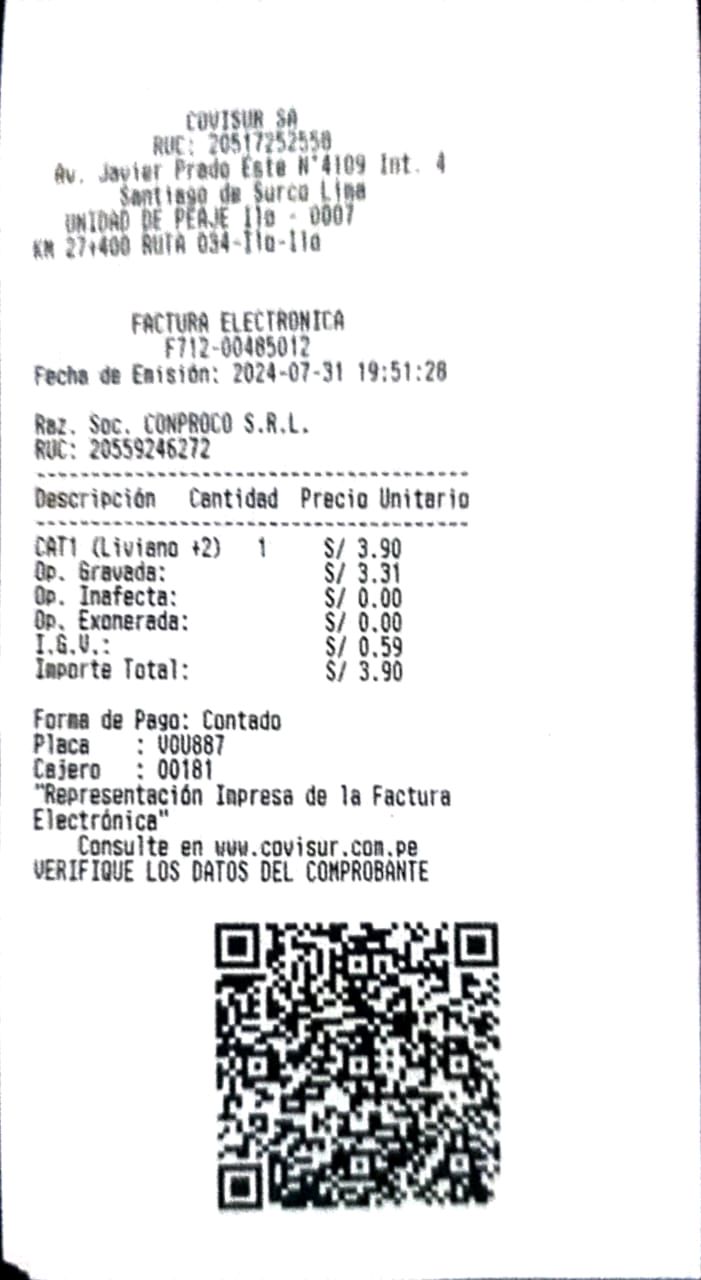 COVISUR SA
RUC: 20517252558
Av. Javier Prado Este N°4109 Int. 4
Santiago de Surco Lima
UNIDAD DE PEAJE Ilo - 0007
KM 27+400 RUTA 034-Ilo-Ilo
FACTURA ELECTRONICA
F712-00485012
Fecha de Emisión: 2024-07-31 19:51:28
Raz. Soc. CONPROCO S.R.L.
RUC: 20559246272
Descripción Cantidad Precio Unitario
CAT1 (Liviano +2) 1 S/ 3.90
Op. Gravada: S/ 3.31
Op. Inafecta: S/ 0.00
Op. Exonerada: S/ 0.00
I.G.V.: S/ 0.59
Importe Total: S/ 3.90
Forma de Pago: Contado
Placa : VOU887
Cajero : 00181
"Representación Impresa de la Factura
Electrónica"
Consulte en www.covisur.com.pe
VERIFIQUE LOS DATOS DEL COMPROBANTE